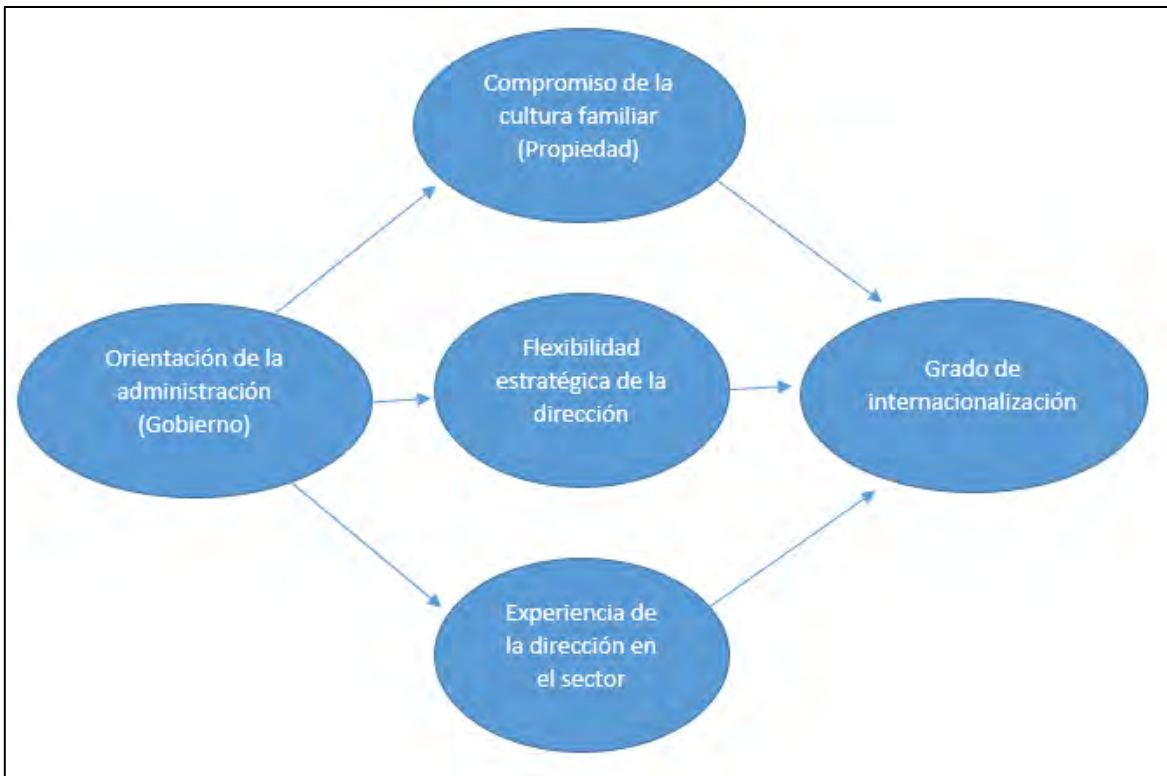 Compromiso de la
cultura familiar
(Propiedad)
Orientación de la
administración
(Gobierno)
Flexibilidad
estratégica de la
dirección
Grado de
internacionalización
Experiencia de
la dirección en
el sector